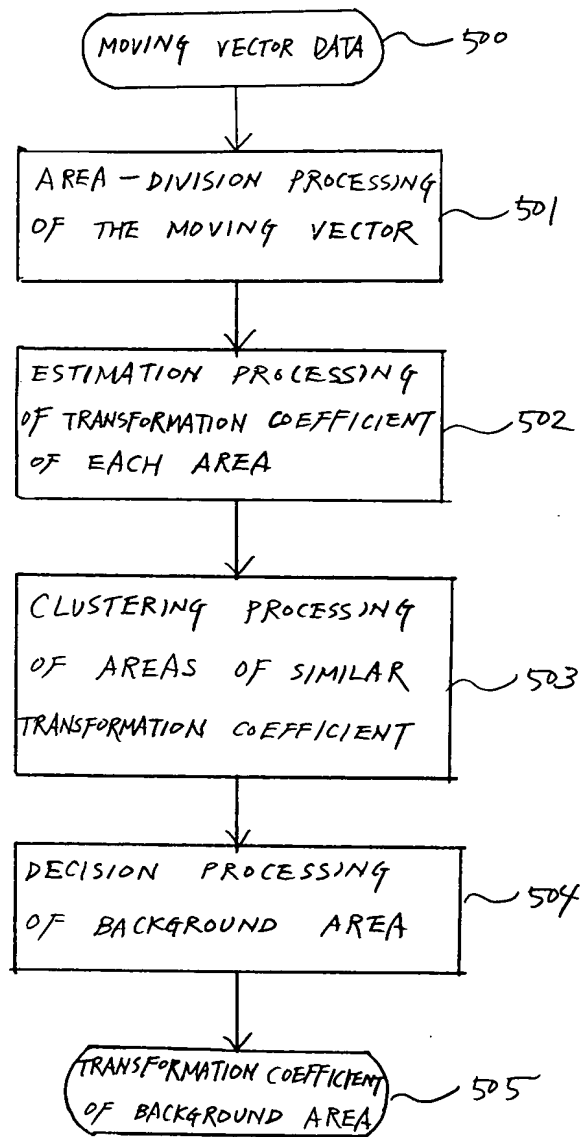 MOVING VECTOR DATA
500
AREA-DIVISION PROCESSING
OF THE MOVING VECTOR
501
ESTIMATION PROCESSING
OF TRANSFORMATION COEFFICIENT
OF EACH AREA
502
CLUSTERING PROCESSING
OF AREAS OF SIMILAR
TRANSFORMATION COEFFICIENT
503
DECISION PROCESSING
OF BACKGROUND AREA
504
TRANSFORMATION COEFFICIENT
OF BACKGROUND AREA
505